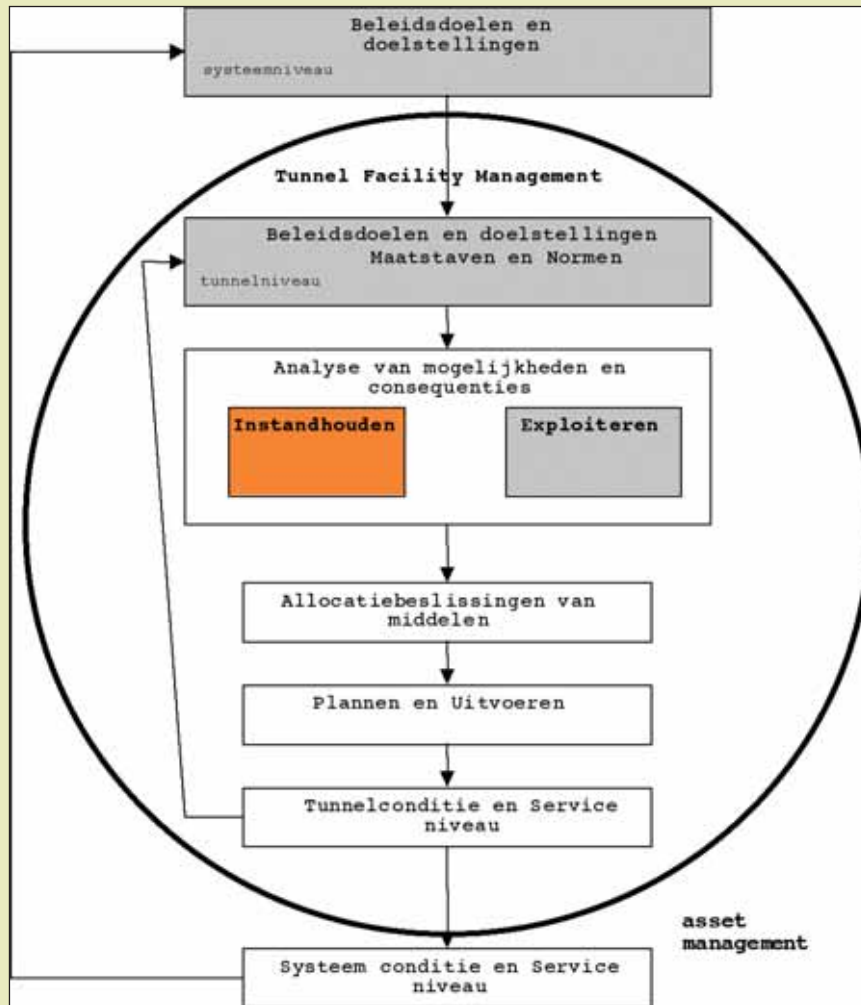 Beleidsdoelen en
doelstellingen
systeemniveau
Tunnel Facility Management
Beleidsdoelen en doelstellingen
Maatstaven en Normen
tunnelniveau
Analyse van mogelijkheden en
consequenties
Instandhouden
Exploiteren
Allocatiebeslissingen van
middelen
Plannen en Uitvoeren
Tunnelconditie en Service
niveau
asset
management
Systeem conditie en Service
niveau